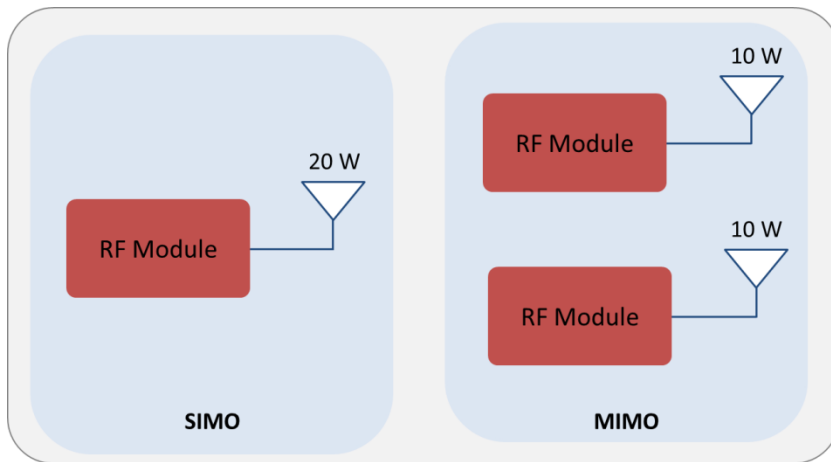 20 W
RF Module
SIMO
10 W
RF Module
10 W
RF Module
MIMO